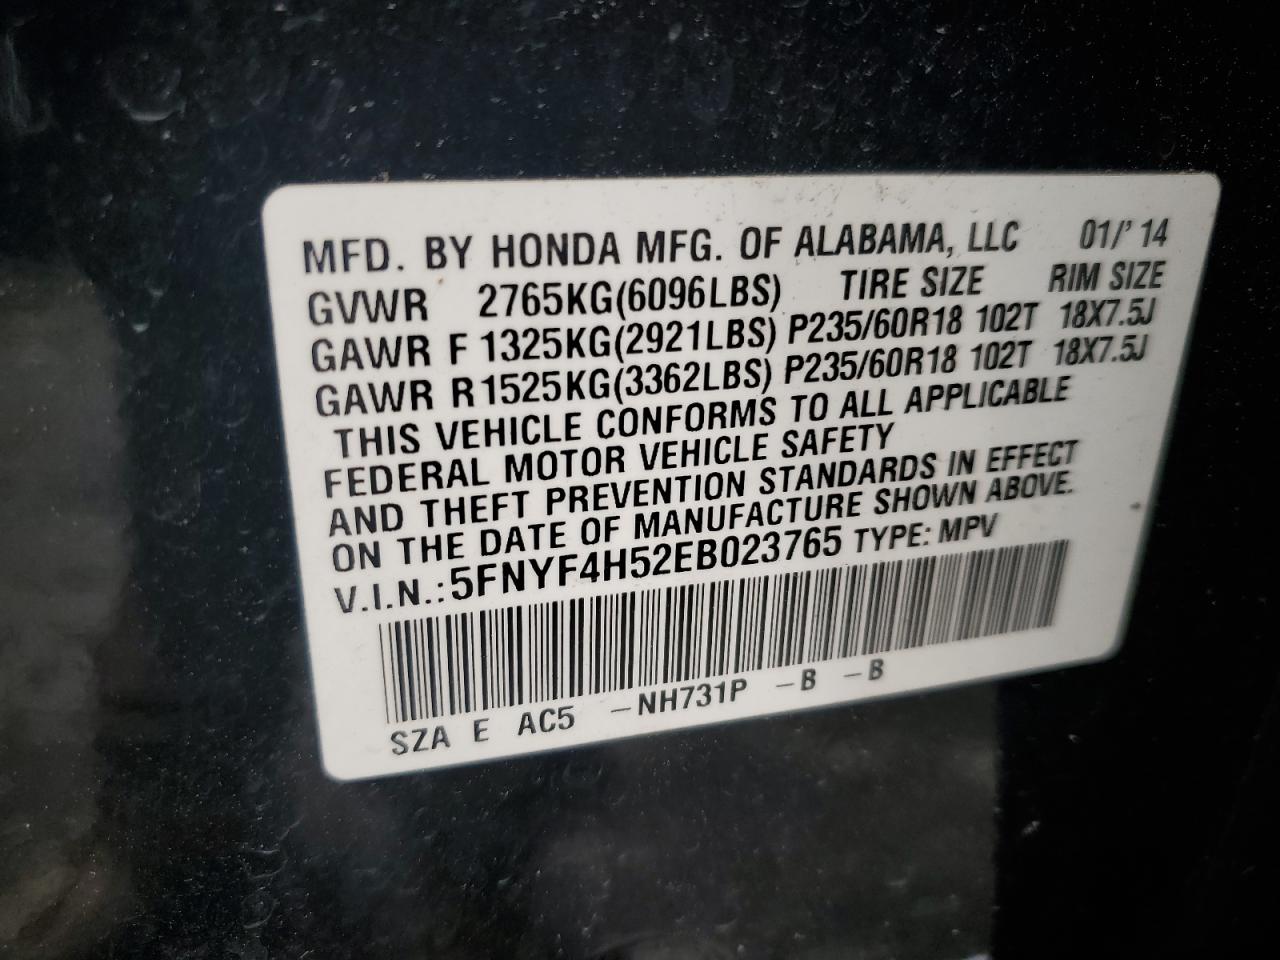 MFD. BY HONDA MFG. OF ALABAMA, LLC 01/'14
GVWR 2765KG(6096LBS) TIRE SIZE RIM SIZE
GAWR F 1325KG(2921LBS) P235/60R18 102T 18X7.5J
GAWR R 1525KG(3362LBS) P235/60R18 102T 18X7.5J
THIS VEHICLE CONFORMS TO ALL APPLICABLE
FEDERAL MOTOR VEHICLE SAFETY
AND THEFT PREVENTION STANDARDS IN EFFECT
ON THE DATE OF MANUFACTURE SHOWN ABOVE.
V.I.N.: 5FNYF4H52EB023765 TYPE: MPV
SZA E AC5 -NH731P -B -B